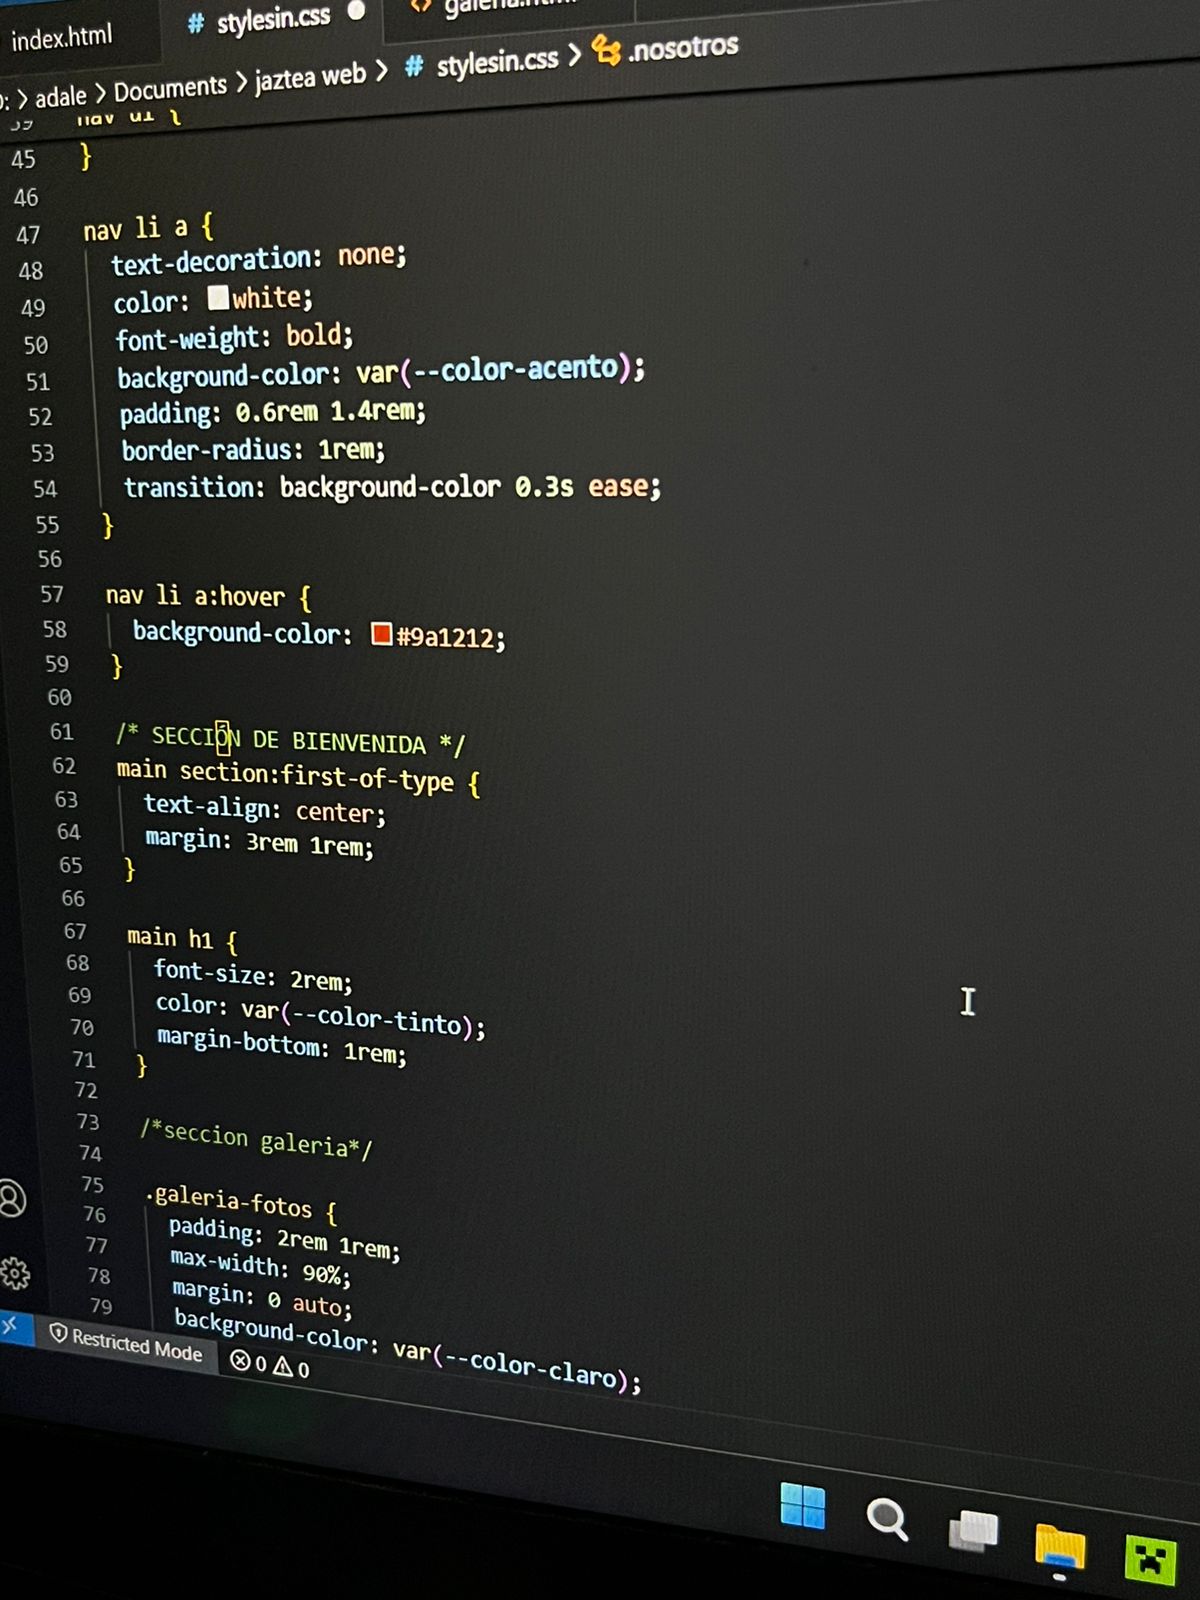 index.html
# stylesin.css
galeria.html
: > adale > Documents > jaztea web > # stylesin.css > .nosotros
39 nav ul {
45 }
46
47 nav li a {
48 text-decoration: none;
49 color: white;
50 font-weight: bold;
51 background-color: var(--color-acento);
52 padding: 0.6rem 1.4rem;
53 border-radius: 1rem;
54 transition: background-color 0.3s ease;
55 }
56
57 nav li a:hover {
58 background-color: #9a1212;
59 }
60
61 /* SECCIÓN DE BIENVENIDA */
62 main section:first-of-type {
63 text-align: center;
64 margin: 3rem 1rem;
65 }
66
67 main h1 {
68 font-size: 2rem;
69 color: var(--color-tinto);
70 margin-bottom: 1rem;
71 }
72
73 /*seccion galeria*/
74
75 .galeria-fotos {
76 padding: 2rem 1rem;
77 max-width: 90%;
78 margin: 0 auto;
79 background-color: var(--color-claro);
Restricted Mode
0 0